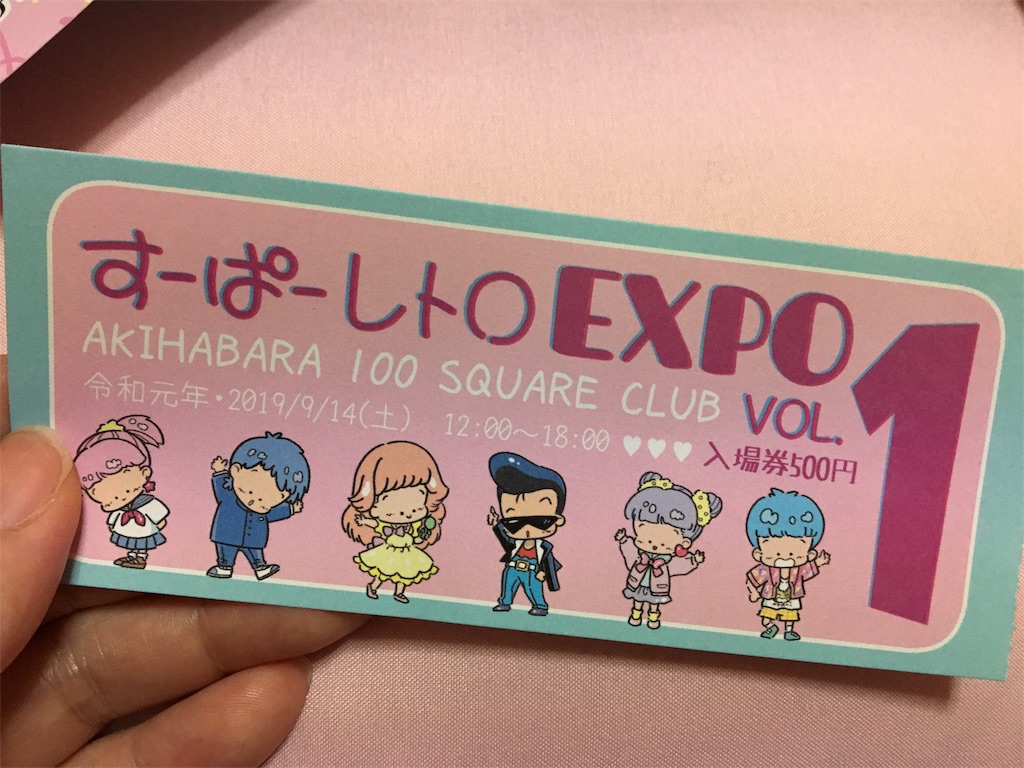 すーぱーレトロEXPO
AKIHABARA 100 SQUARE CLUB VOL.1
令和元年・2019/9/14(土) 12:00～18:00 ♥♥♥ 入場券500円